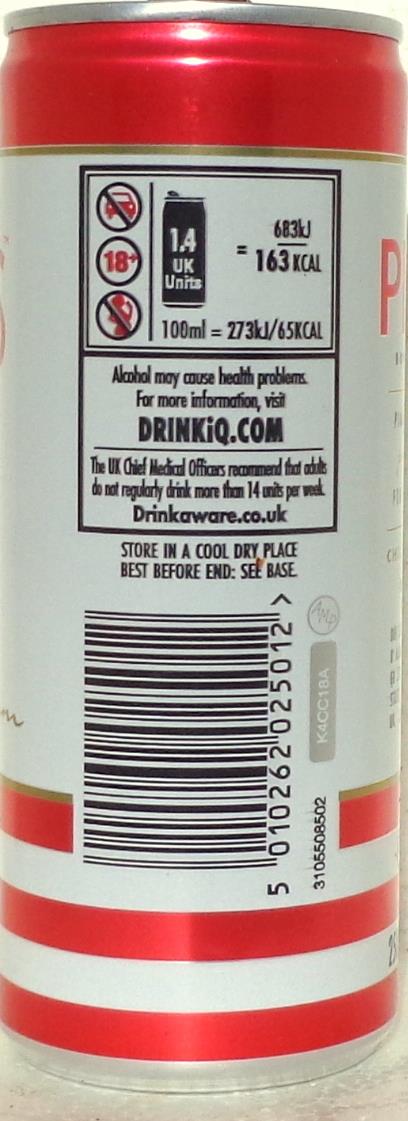 18+
1.4
UK
Units
= 683kJ
163 KCAL
100ml = 273kJ/65KCAL
Alcohol may cause health problems.
For more information, visit
DRINKiQ.COM
The UK Chief Medical Officers recommend that adults
do not regularly drink more than 14 units per week.
Drinkaware.co.uk
STORE IN A COOL DRY PLACE
BEST BEFORE END: SEE BASE.
5 010262 025012 >
K4CC18A
3105508502